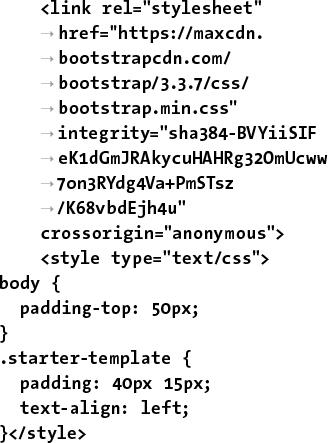 <link rel="stylesheet"
→ href="https://maxcdn.
→ bootstrapcdn.com/
→ bootstrap/3.3.7/css/
→ bootstrap.min.css"
→ integrity="sha384-BVYiiSIF
→ eK1dGmJRAkycuHAHRg32OmUcww
→ 7on3RYdg4Va+PmSTsz
→ /K68vbdEjh4u"
crossorigin="anonymous">
<style type="text/css">
body {
padding-top: 50px;
}
.starter-template {
padding: 40px 15px;
text-align: left;
}</style>